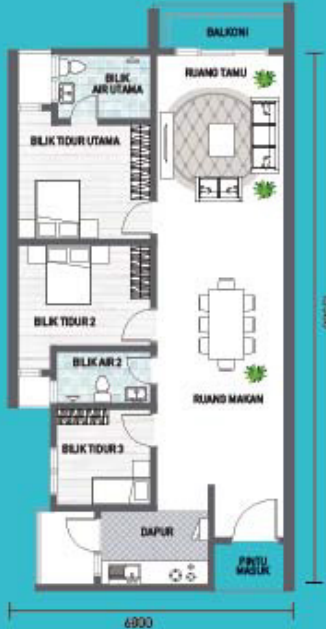 BALKONI
RUANG TAMU
BILIK
AIR UTAMA
BILIK TIDUR UTAMA
BILIK TIDUR 2
BILIK AIR 2
RUANG MAKAN
BILIK TIDUR 3
DAPUR
PINTU
MASUK
6800